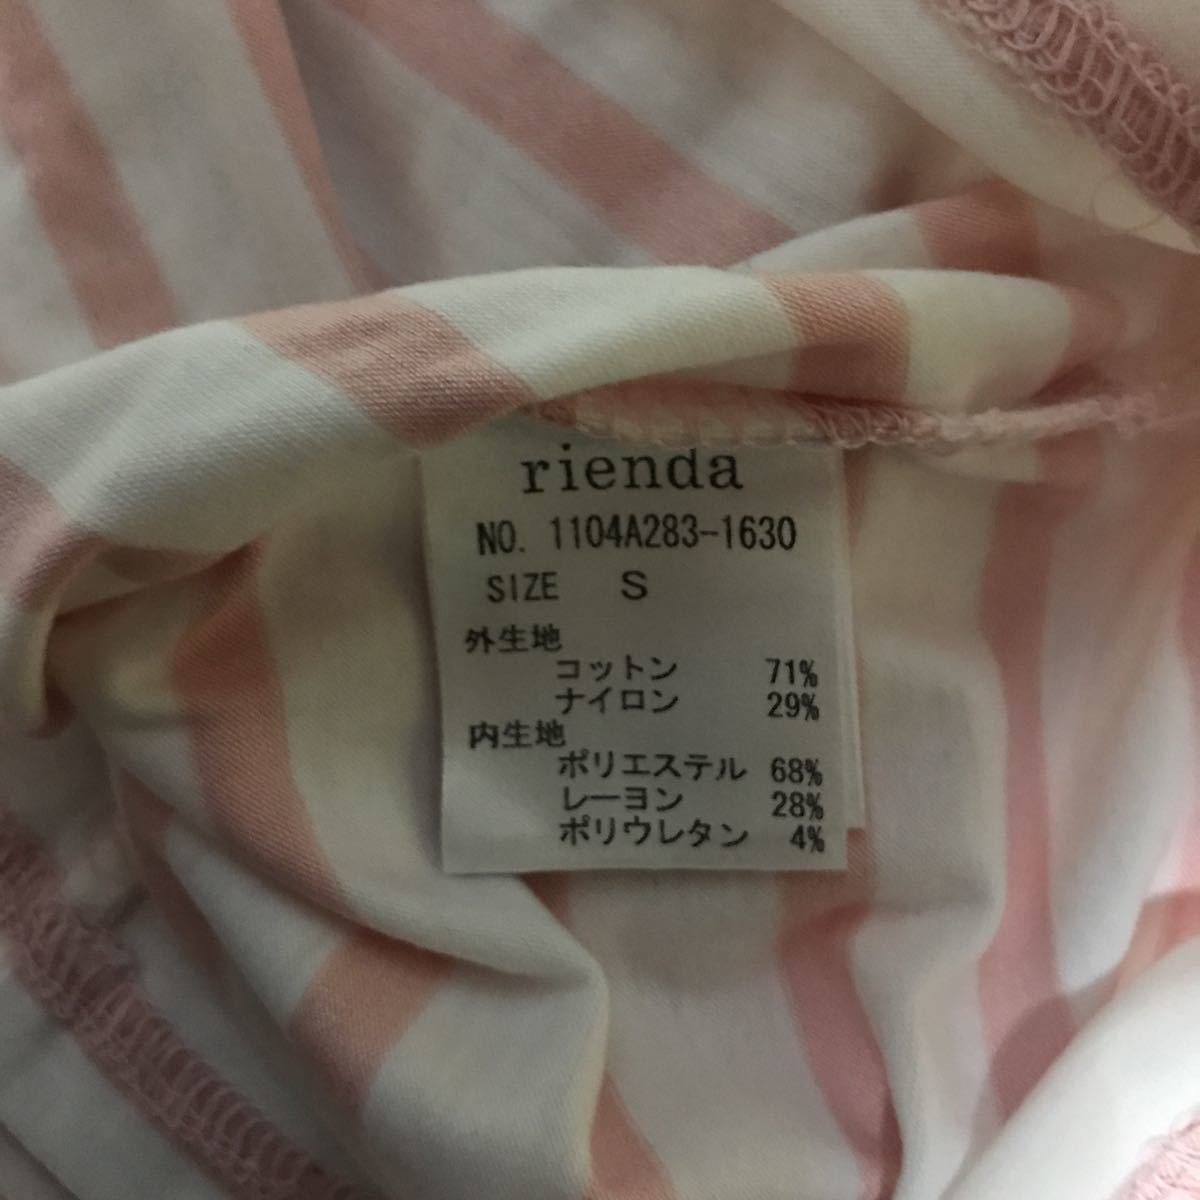 rienda
NO. 1104A283-1630
SIZE S
外生地
コットン 71%
ナイロン 29%
内生地
ポリエステル 68%
レーヨン 28%
ポリウレタン 4%